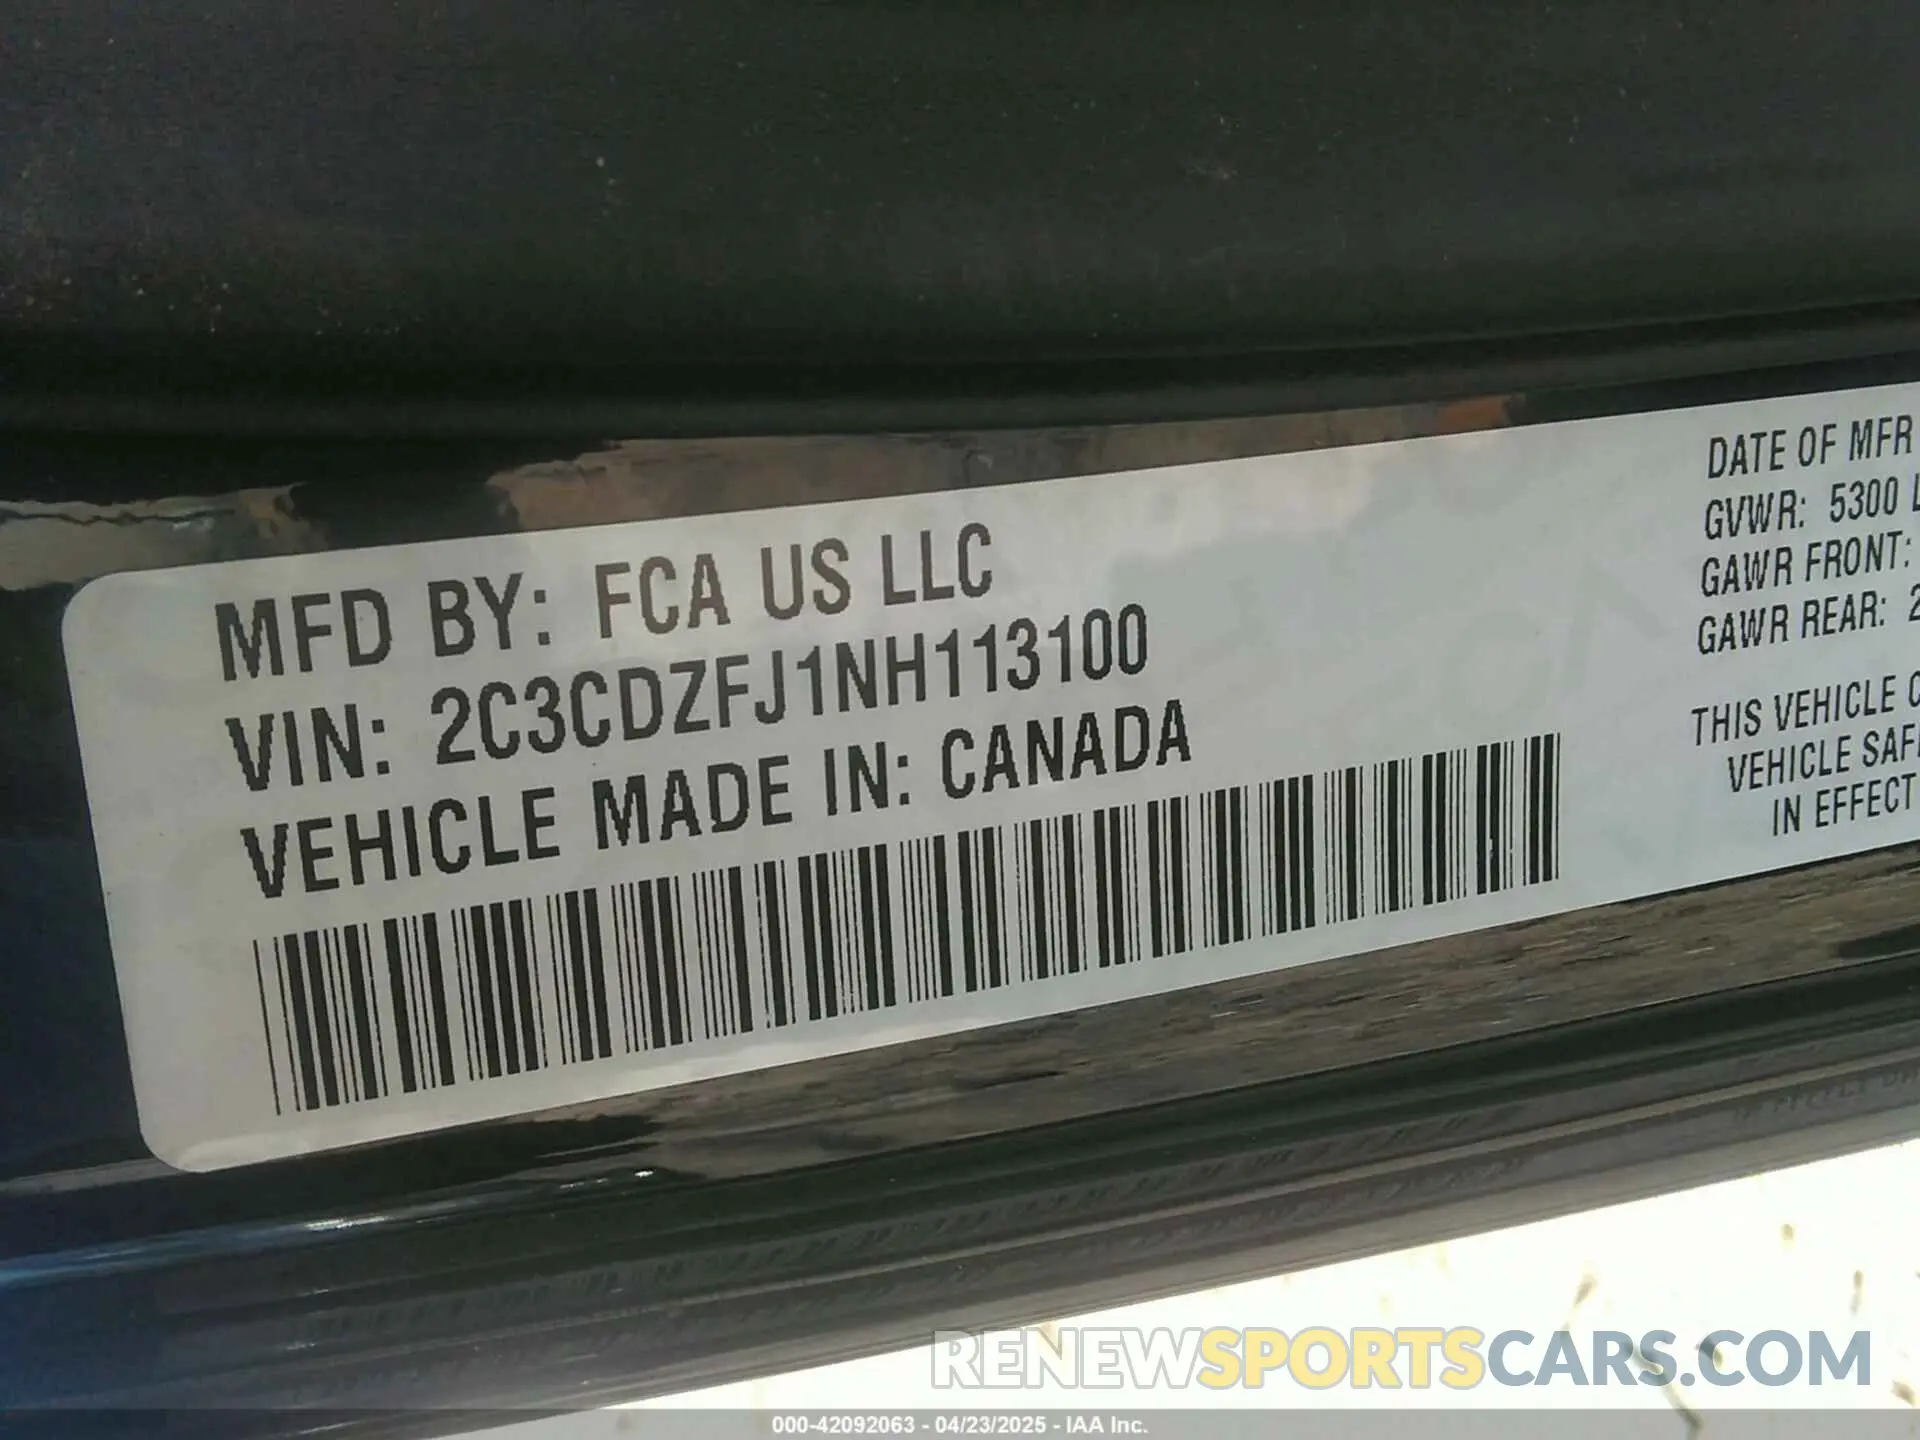 MFD BY: FCA US LLC
VIN: 2C3CDZFJ1NH113100
VEHICLE MADE IN: CANADA
DATE OF MFR
GVWR: 5300 L
GAWR FRONT:
GAWR REAR: 2
THIS VEHICLE C
VEHICLE SAF
IN EFFECT
RENEWSPORTSCARS.COM
000-42092063 - 04/23/2025 - IAA Inc.